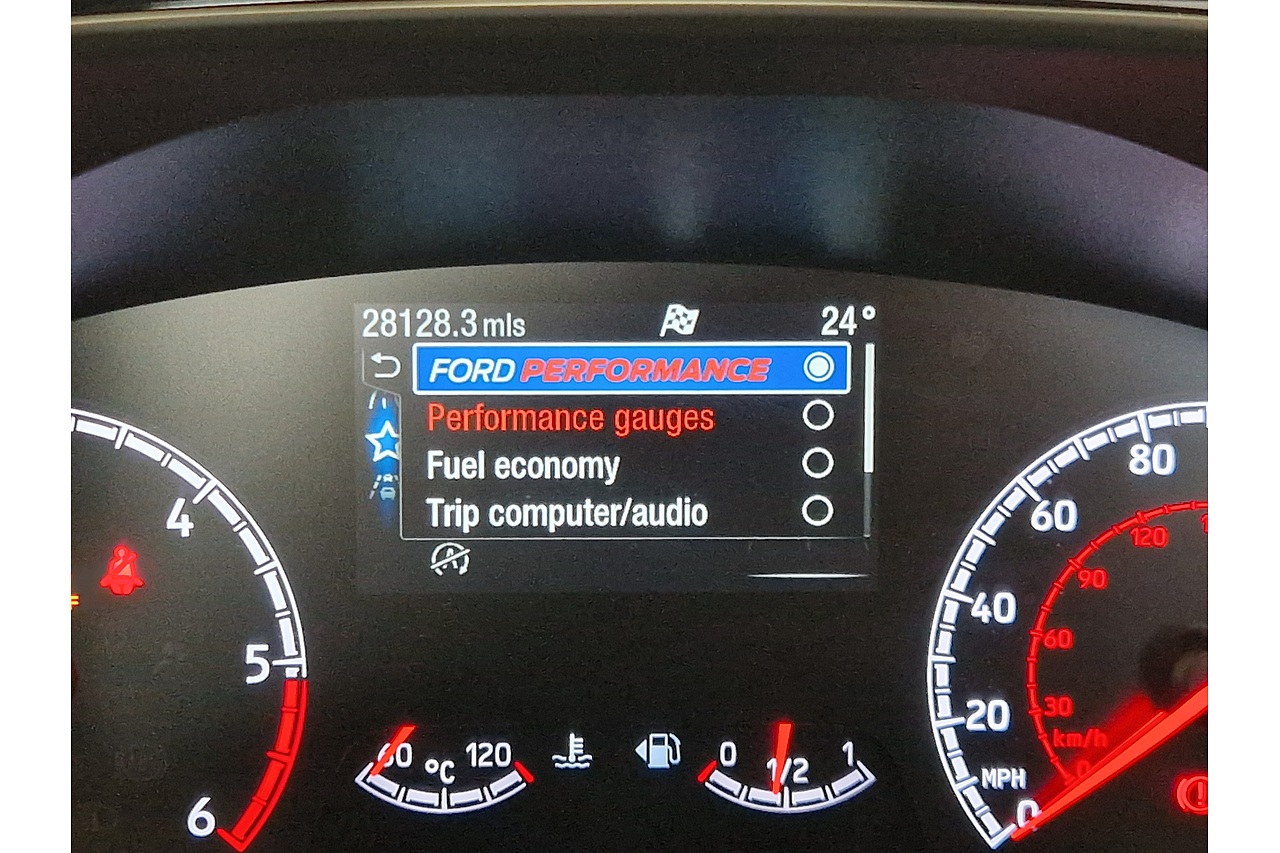 28128.3 mls 24°
FORD PERFORMANCE
Performance gauges
Fuel economy
Trip computer/audio
4
5
6
60 °C 120
0 1/2 1
80
60
40
20
MPH
0
120
90
60
30
km/h
0